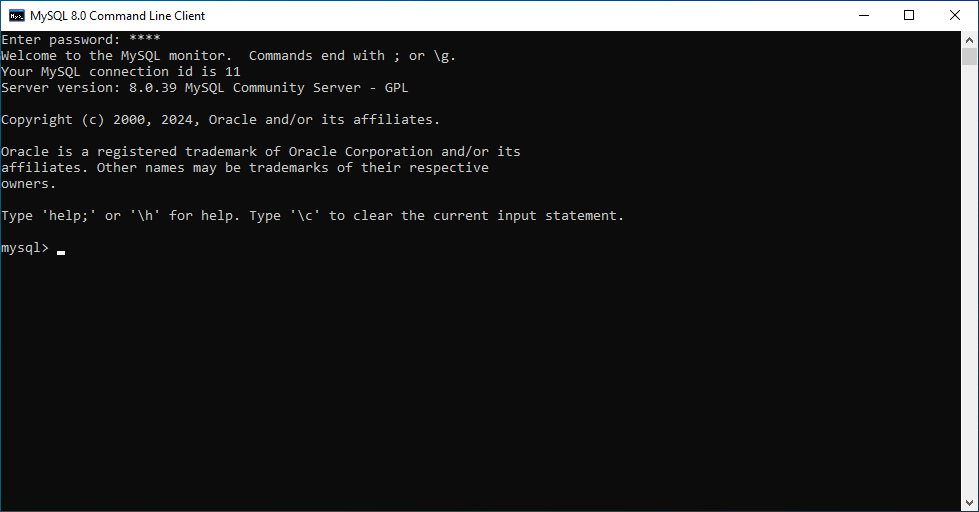 MySQL 8.0 Command Line Client
Enter password: ****
Welcome to the MySQL monitor.  Commands end with ; or \g.
Your MySQL connection id is 11
Server version: 8.0.39 MySQL Community Server - GPL

Copyright (c) 2000, 2024, Oracle and/or its affiliates.

Oracle is a registered trademark of Oracle Corporation and/or its
affiliates. Other names may be trademarks of their respective
owners.

Type 'help;' or '\h' for help. Type '\c' to clear the current input statement.

mysql>